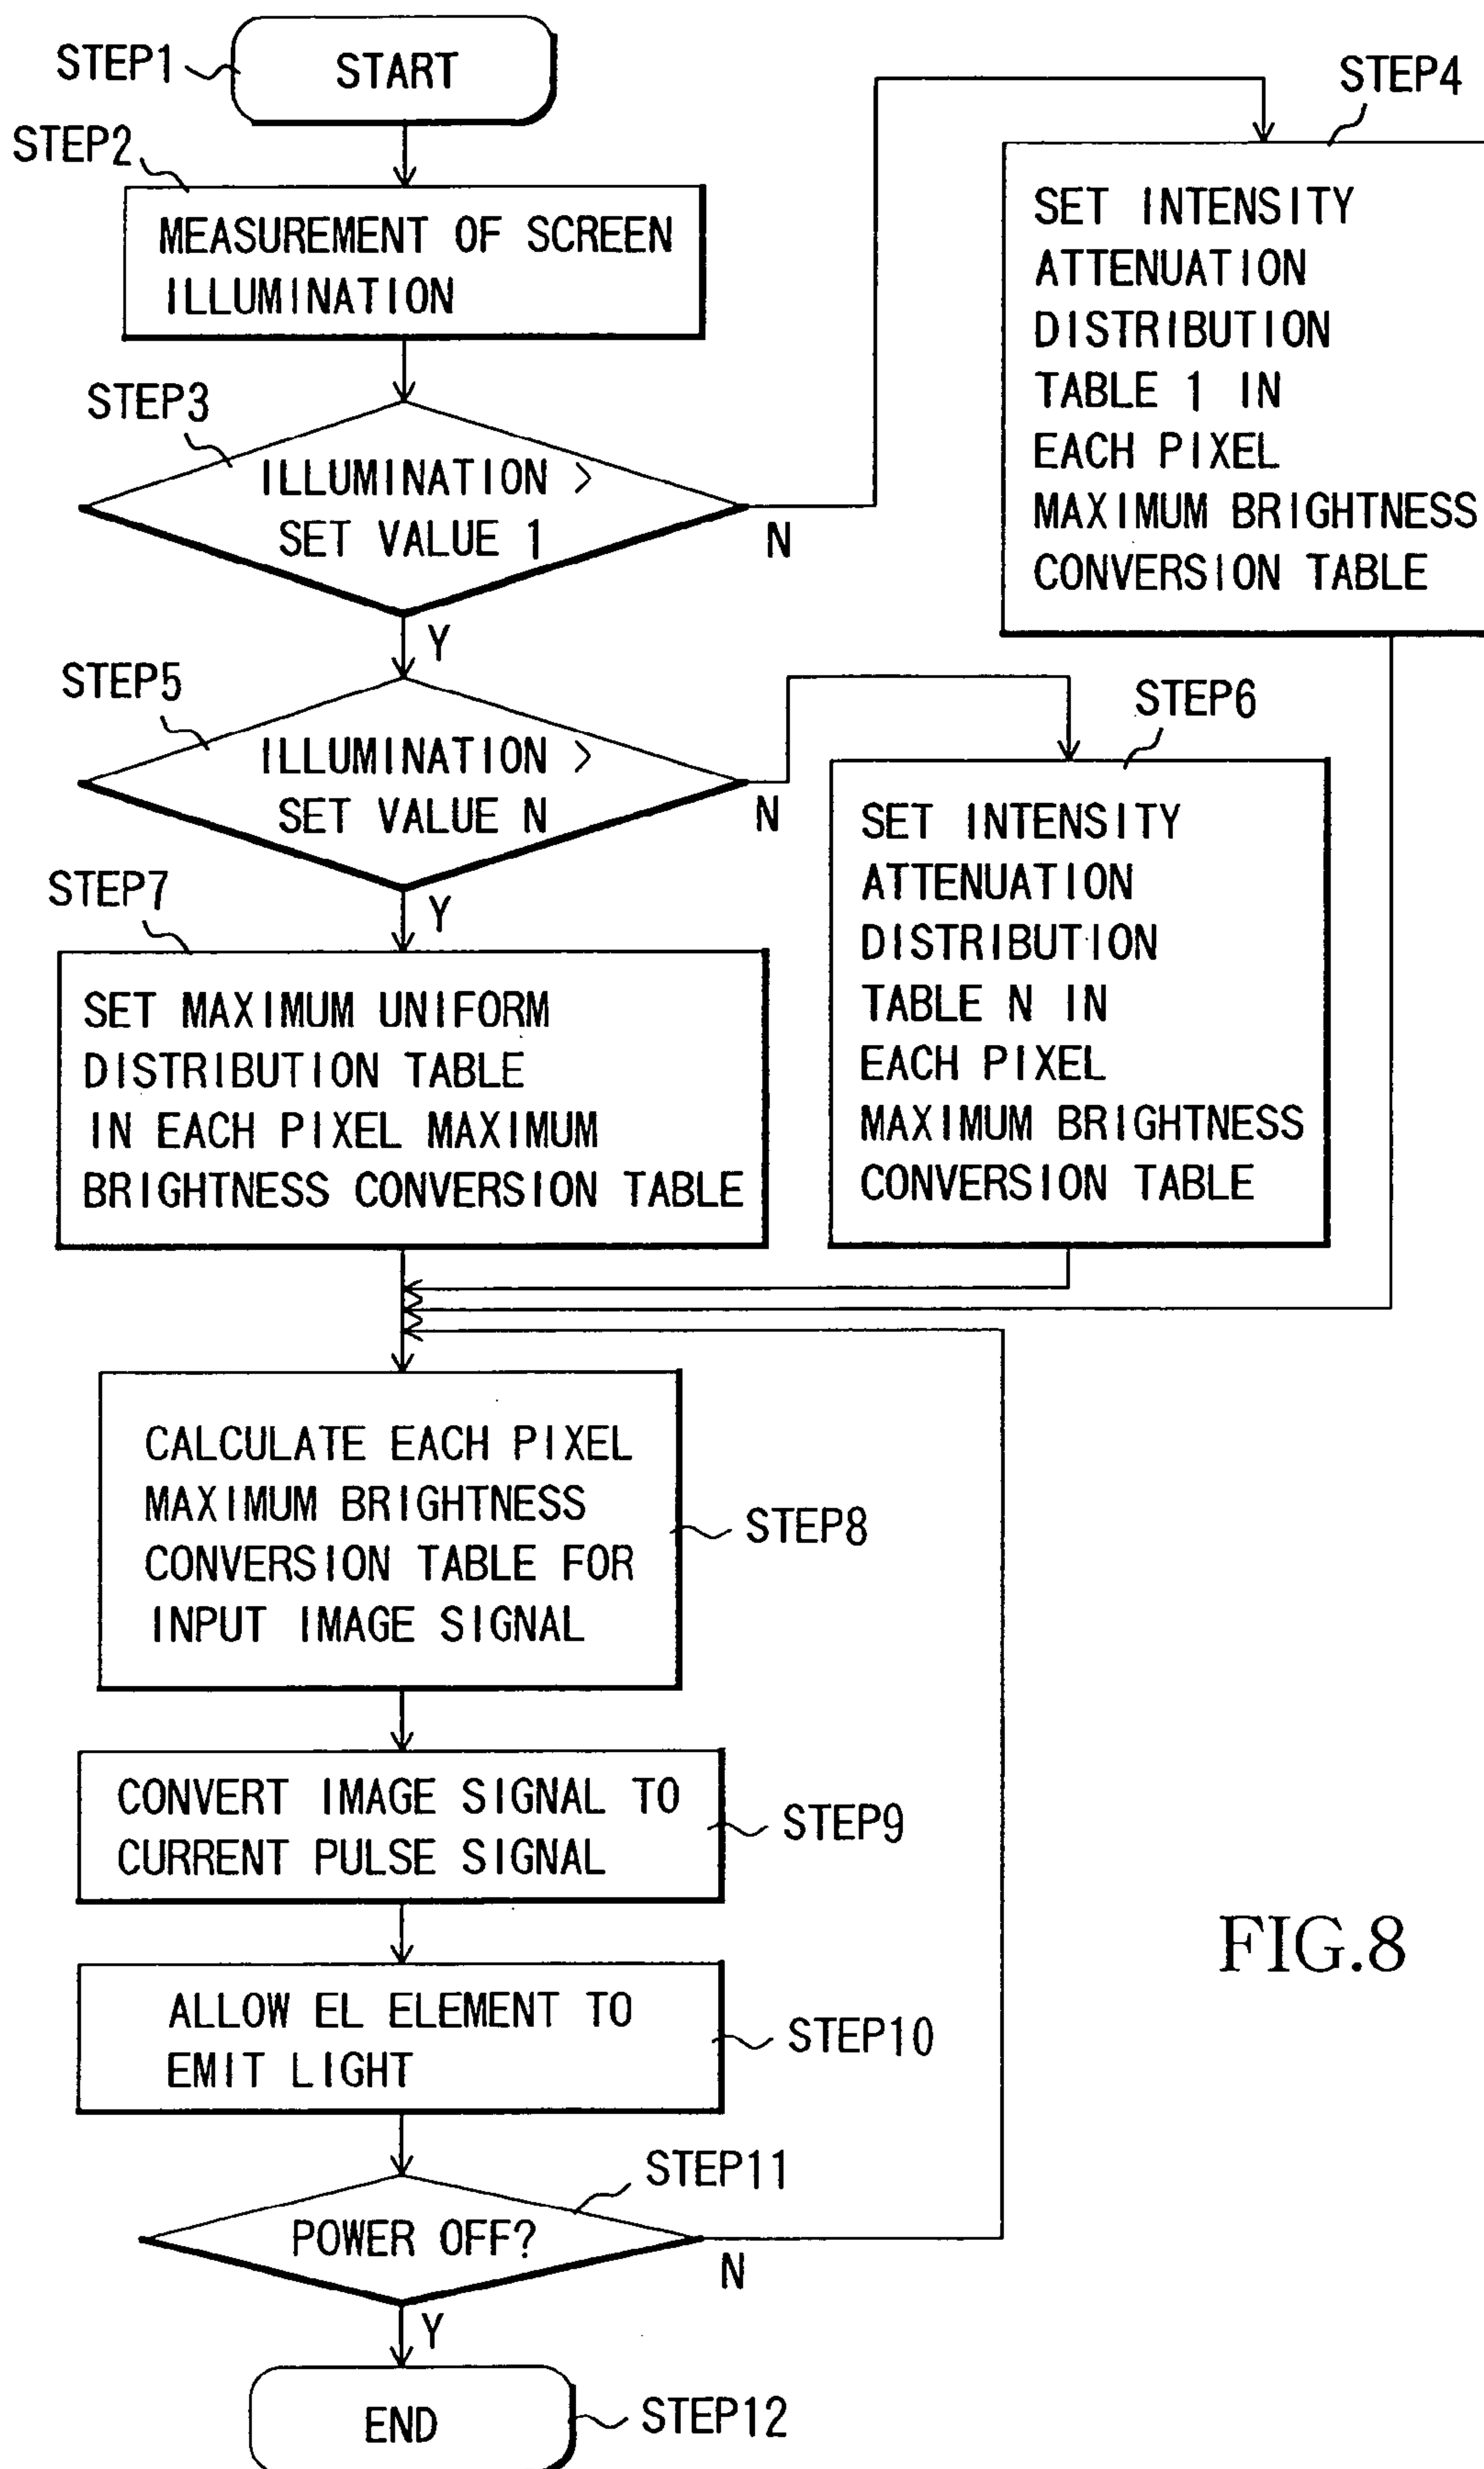 STEP1
START
STEP2
MEASUREMENT OF SCREEN
ILLUMINATION
STEP3
ILLUMINATION >
SET VALUE 1
N
Y
STEP4
SET INTENSITY
ATTENUATION
DISTRIBUTION
TABLE 1 IN
EACH PIXEL
MAXIMUM BRIGHTNESS
CONVERSION TABLE
STEP5
ILLUMINATION >
SET VALUE N
N
Y
STEP6
SET INTENSITY
ATTENUATION
DISTRIBUTION
TABLE N IN
EACH PIXEL
MAXIMUM BRIGHTNESS
CONVERSION TABLE
STEP7
SET MAXIMUM UNIFORM
DISTRIBUTION TABLE
IN EACH PIXEL MAXIMUM
BRIGHTNESS CONVERSION TABLE
CALCULATE EACH PIXEL
MAXIMUM BRIGHTNESS
CONVERSION TABLE FOR
INPUT IMAGE SIGNAL
STEP8
CONVERT IMAGE SIGNAL TO
CURRENT PULSE SIGNAL
STEP9
ALLOW EL ELEMENT TO
EMIT LIGHT
STEP10
STEP11
POWER OFF?
N
Y
END
STEP12
FIG.8